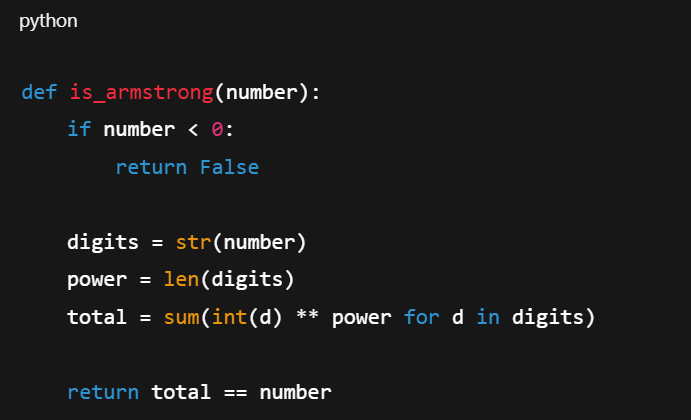 python
def is_armstrong(number):
    if number < 0:
        return False
    digits = str(number)
    power = len(digits)
    total = sum(int(d) ** power for d in digits)
    return total == number